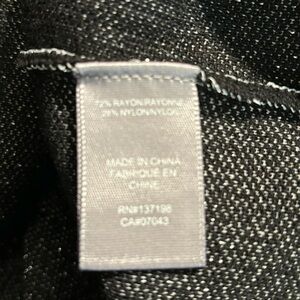 72% RAYON/RAYONNE
28% NYLON/NYLON
MADE IN CHINA
FABRIQUÉ EN
CHINE
RN#137198
CA#07043